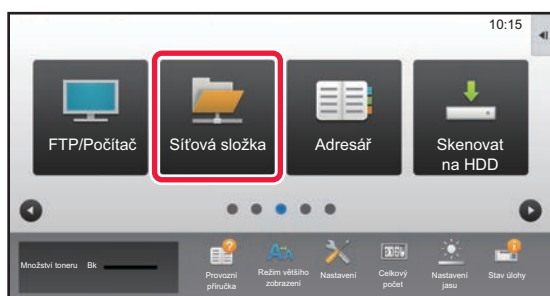 10:15
FTP/Počítač
Síťová složka
Adresář
Skenovat
na HDD
Množství toneru Bk
Provozní
příručka
Režim většího
zobrazení
Nastavení
Celkový
počet
Nastavení
jasu
Stav úlohy